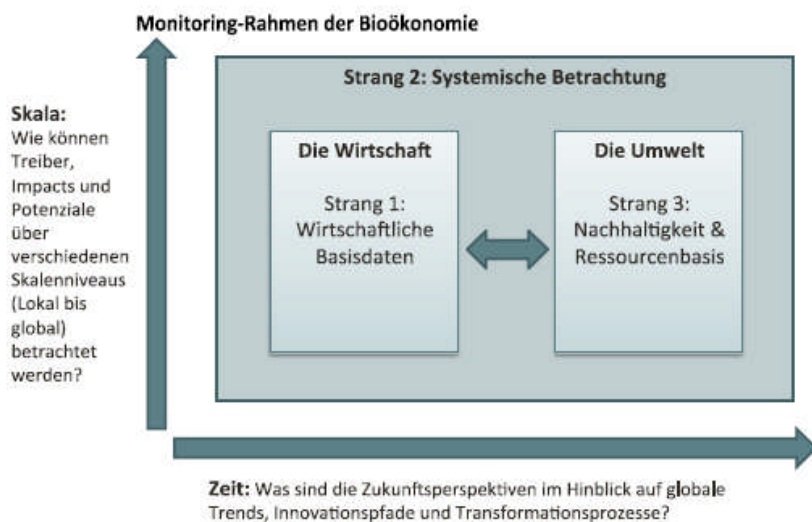 Monitoring-Rahmen der Bioökonomie
Skala:
Wie können
Treiber,
Impacts und
Potenziale
über
verschiedenen
Skalenniveaus
(Lokal bis
global)
betrachtet
werden?
Strang 2: Systemische Betrachtung
Die Wirtschaft
Strang 1:
Wirtschaftliche
Basisdaten
Die Umwelt
Strang 3:
Nachhaltigkeit &
Ressourcenbasis
Zeit: Was sind die Zukunftsperspektiven im Hinblick auf globale
Trends, Innovationspfade und Transformationsprozesse?